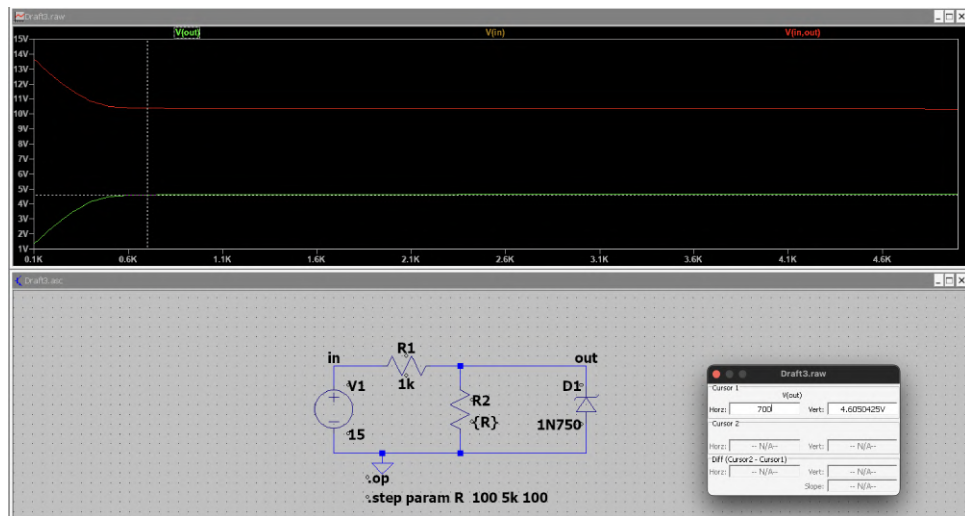 Draft3.raw
V(out) V(in) V(in,out)
15V
14V
13V
12V
11V
10V
9V
8V
7V
6V
5V
4V
3V
2V
1V
0.1K 0.6K 1.1K 1.6K 2.1K 2.6K 3.1K 3.6K 4.1K 4.6K
Draft3.asc
in R1 out
1k
V1
15
R2
{R}
D1
1N750
.op
.step param R 100 5k 100
Draft3.raw
Cursor 1
V(out)
Horz: 700 Vert: 4.6050425V
Cursor 2
Horz: -- N/A-- Vert: -- N/A--
Diff (Cursor2 - Cursor1)
Horz: -- N/A-- Vert: -- N/A--
Slope: -- N/A--